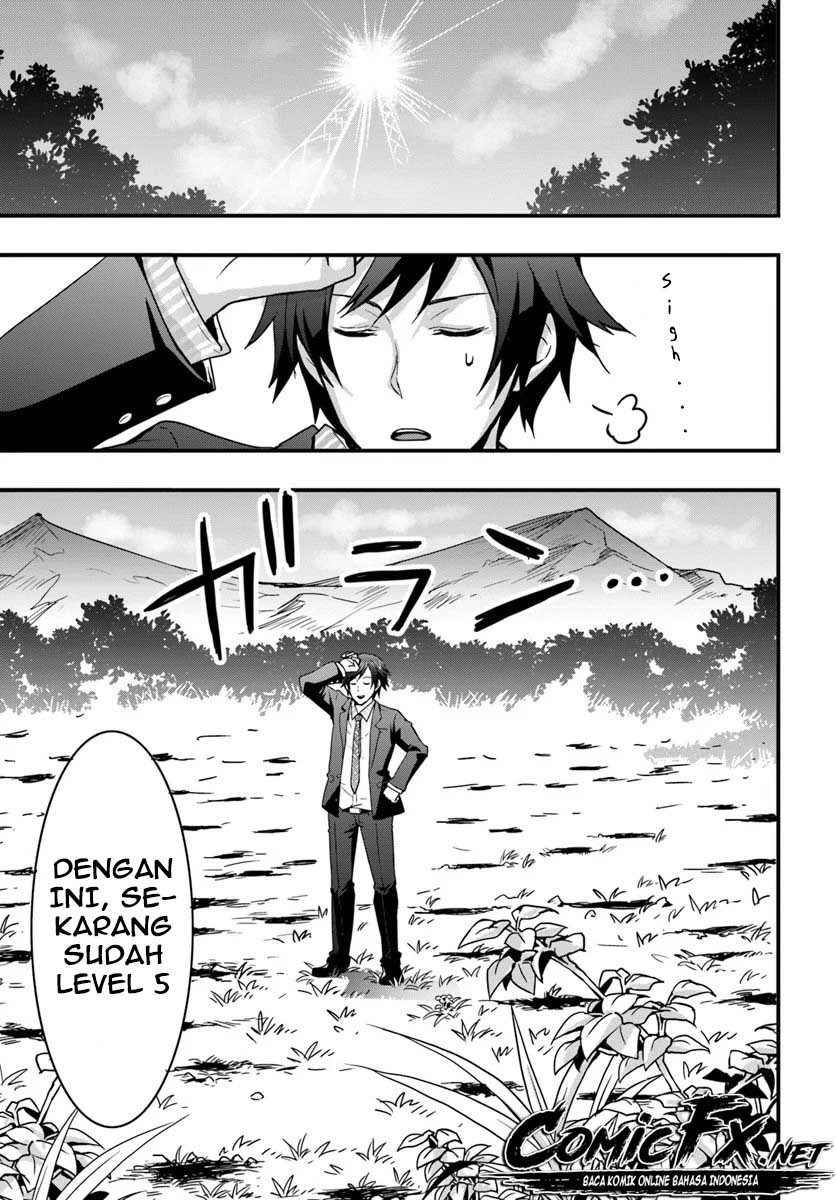 sigh...
ガラン...
DENGAN
INI, SE-
KARANG
SUDAH
LEVEL 5
COMICFX.NET
BACA KOMIK ONLINE BAHASA INDONESIA